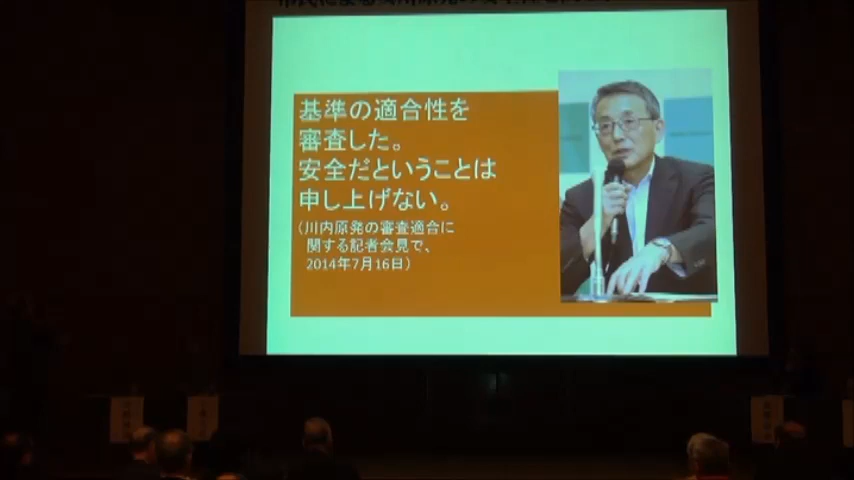 基準の適合性を
審査した。
安全だということは
申し上げない。
（川内原発の審査適合に
関する記者会見で、
2014年7月16日）